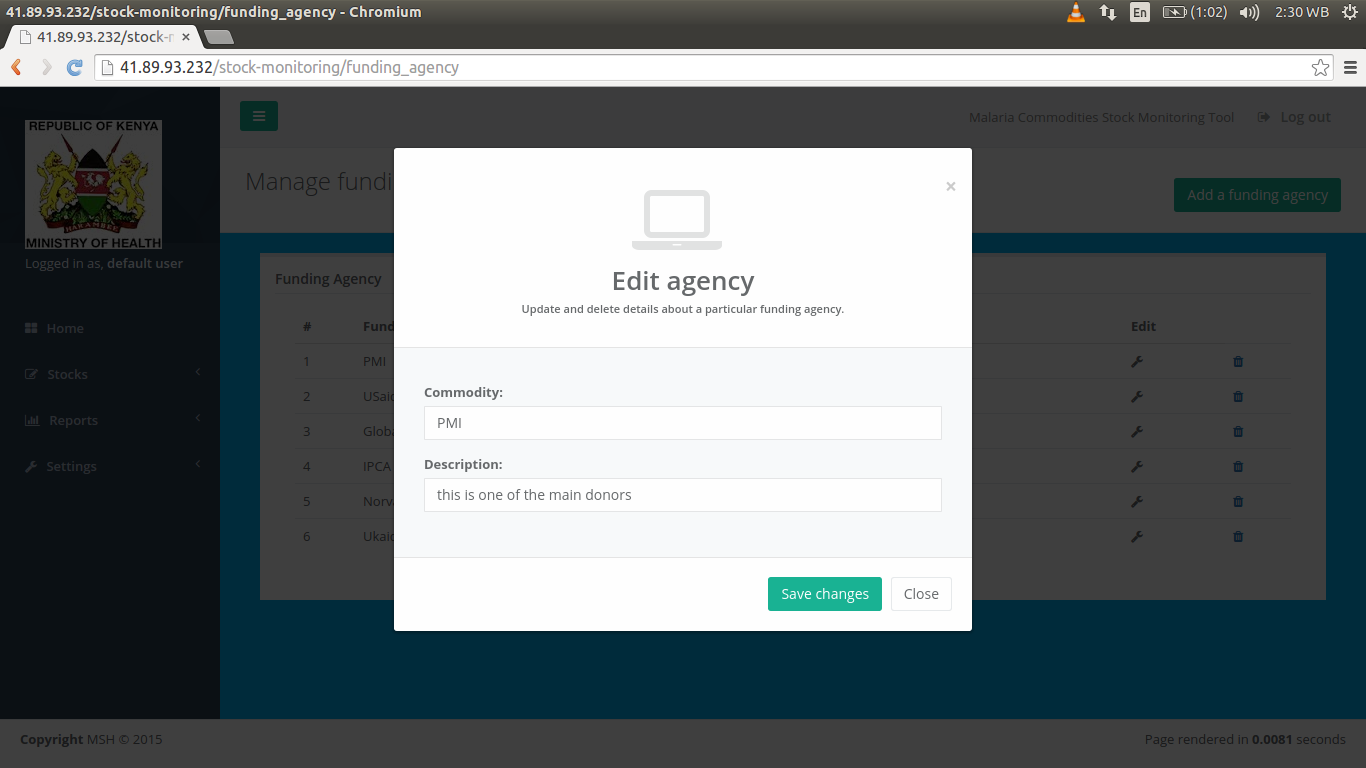 41.89.93.232/stock-monitoring/funding_agency - Chromium
En (1:02) 2:30 WB
41.89.93.232/stock-r
41.89.93.232/stock-monitoring/funding_agency
REPUBLIC OF KENYA
HARAMBEE
MINISTRY OF HEALTH
Logged in as, default user
Home
Stocks
Reports
Settings
Malaria Commodities Stock Monitoring Tool Log out
Manage fundi
Add a funding agency
Funding Agency
# Fund Edit
1 PMI
2 USaid
3 Globa
4 IPCA
5 Norw
6 Ukaid
×
Edit agency
Update and delete details about a particular funding agency.
Commodity:
PMI
Description:
this is one of the main donors
Save changes Close
Copyright MSH © 2015 Page rendered in 0.0081 seconds